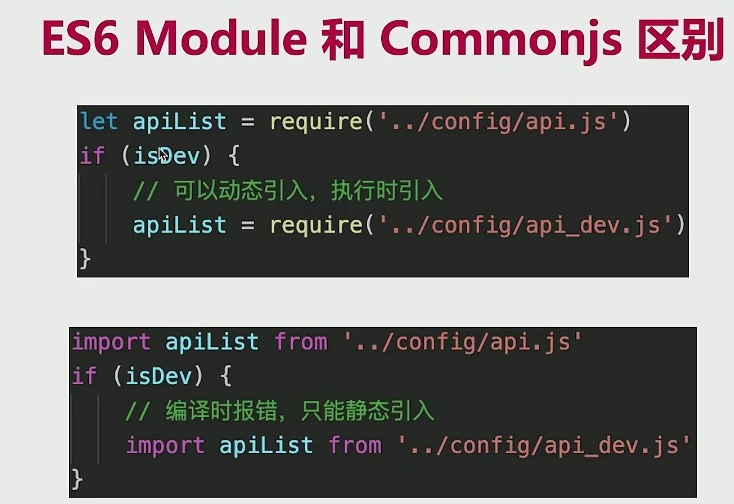 ES6 Module 和 Commonjs 区别
let apiList = require('../config/api.js')
if (isDev) {
// 可以动态引入，执行时引入
apiList = require('../config/api_dev.js')
}
import apiList from '../config/api.js'
if (isDev) {
// 编译时报错，只能静态引入
import apiList from '../config/api_dev.js'
}